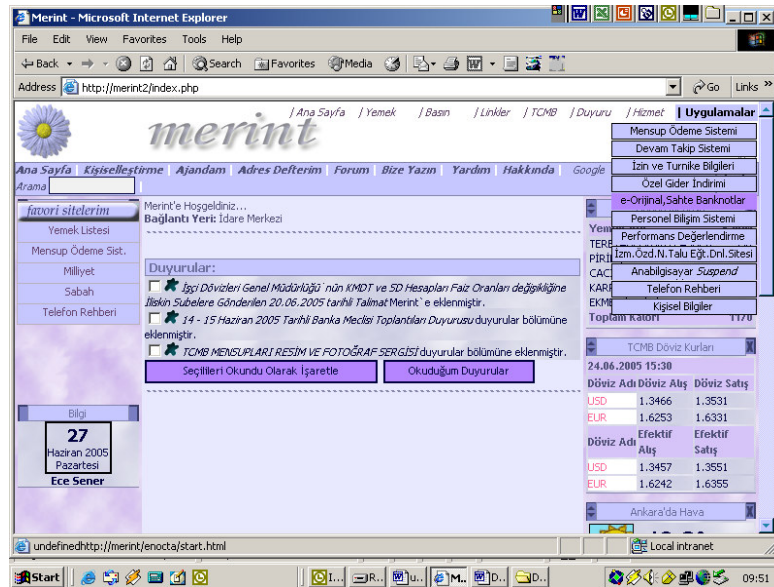 Merint - Microsoft Internet Explorer
File Edit View Favorites Tools Help
Back Search Favorites Media
Address http://merint2/index.php Go Links »
merint
/ Ana Sayfa / Yemek / Basın / Linkler / TCMB / Duyuru / Hizmet | Uygulamalar
Mensup Ödeme Sistemi
Devam Takip Sistemi
İzin ve Turnike Bilgileri
Özel Gider İndirimi
e-Orijinal,Sahte Banknotlar
Personel Bilişim Sistemi
Performans Değerlendirme
İzm.Özd.N.Talu Eğt.Dnl.Sitesi
Anabilgisayar Suspend
Telefon Rehberi
Kişisel Bilgiler
Ana Sayfa Kişiselleştirme Ajandam Adres Defterim Forum Bize Yazın Yardım Hakkında Google
Arama
favori sitelerim
Yemek Listesi
Mensup Ödeme Sist.
Milliyet
Sabah
Telefon Rehberi
Bilgi
27
Haziran 2005
Pazartesi
Ece Sener
Merint'e Hoşgeldiniz...
Bağlantı Yeri: İdare Merkezi
Duyurular:
İşçi Dövizleri Genel Müdürlüğü`nün KMDT ve SD Hesapları Faiz Oranları değişikliğine
İlişkin Subelere Gönderilen 20.06.2005 tarihli Talimat Merint`e eklenmiştir.
14 - 15 Haziran 2005 Tarihli Banka Meclisi Toplantıları Duyurusu duyurular bölümüne
eklenmiştir.
TCMB MENSUPLARI RESİM VE FOTOĞRAF SERGİSİ duyurular bölümüne eklenmiştir.
Seçilileri Okundu Olarak İşaretle Okuduğum Duyurular
Toplam Kalori 1170
TCMB Döviz Kurları
24.06.2005 15:30
Döviz Adı Döviz Alış Döviz Satış
USD 1.3466 1.3531
EUR 1.6253 1.6331
Döviz Adı Efektif Alış Efektif Satış
USD 1.3457 1.3551
EUR 1.6242 1.6355
Ankara'da Hava
undefinedhttp://merint/enocta/start.html Local intranet
Start I... R... u... M.. D.. D.. 09:51